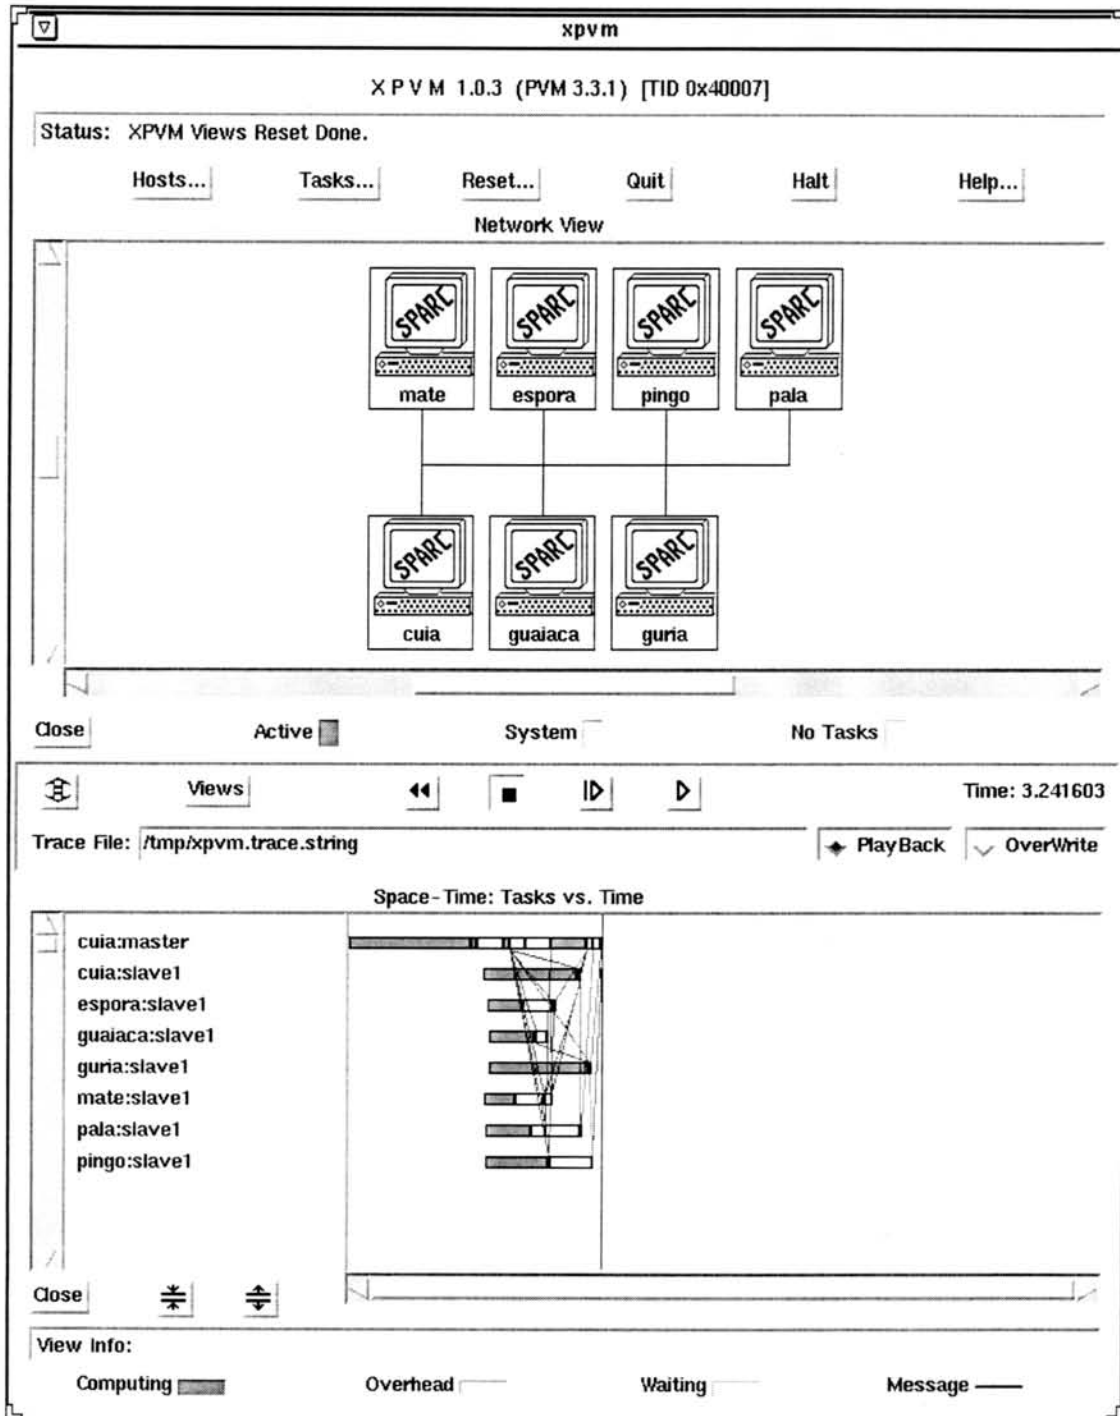 xpvm
X P V M 1.0.3 (PVM 3.3.1) [TID 0x40007]
Status: XPVM Views Reset Done.
Hosts... Tasks... Reset... Quit Halt Help...
Network View
SPARC SPARC SPARC SPARC
mate espora pingo pala
SPARC SPARC SPARC
cuia guaiaca guria
Close Active System No Tasks
Views Time: 3.241603
Trace File: /tmp/xpvm.trace.string PlayBack OverWrite
Space-Time: Tasks vs. Time
cuia:master
cuia:slave1
espora:slave1
guaiaca:slave1
guria:slave1
mate:slave1
pala:slave1
pingo:slave1
Close
View Info:
Computing Overhead Waiting Message